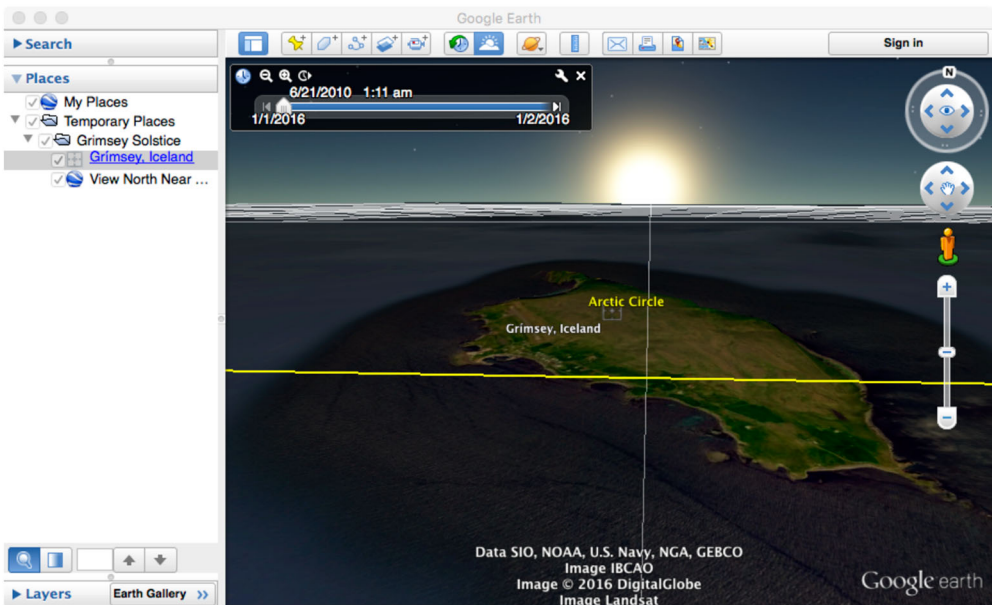 Google Earth
Search
Sign in
Places
My Places
Temporary Places
Grimsey Solstice
Grímsey, Iceland
View North Near ...
6/21/2010 1:11 am
1/1/2016
1/2/2016
N
Arctic Circle
Grímsey, Iceland
Data SIO, NOAA, U.S. Navy, NGA, GEBCO
Image IBCAO
Image © 2016 DigitalGlobe
Image Landsat
Google earth
Layers
Earth Gallery >>